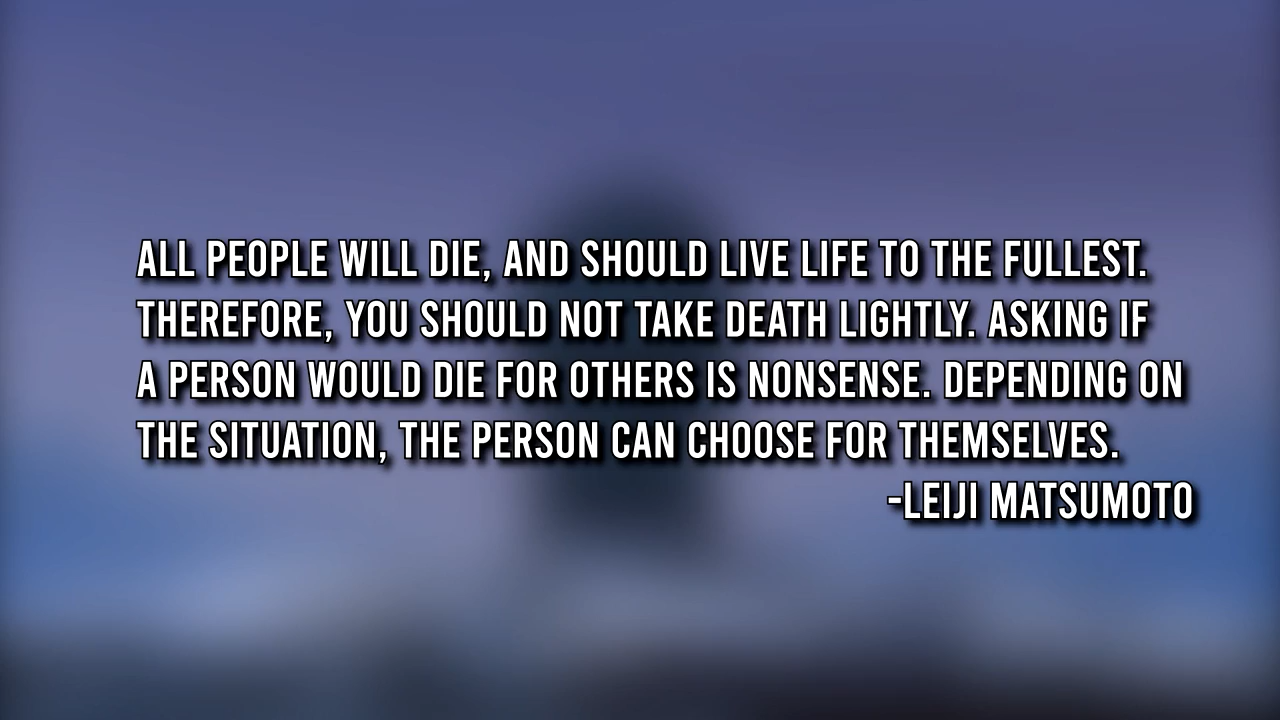 ALL PEOPLE WILL DIE, AND SHOULD LIVE LIFE TO THE FULLEST.
THEREFORE, YOU SHOULD NOT TAKE DEATH LIGHTLY. ASKING IF
A PERSON WOULD DIE FOR OTHERS IS NONSENSE. DEPENDING ON
THE SITUATION, THE PERSON CAN CHOOSE FOR THEMSELVES.
-LEIJI MATSUMOTO